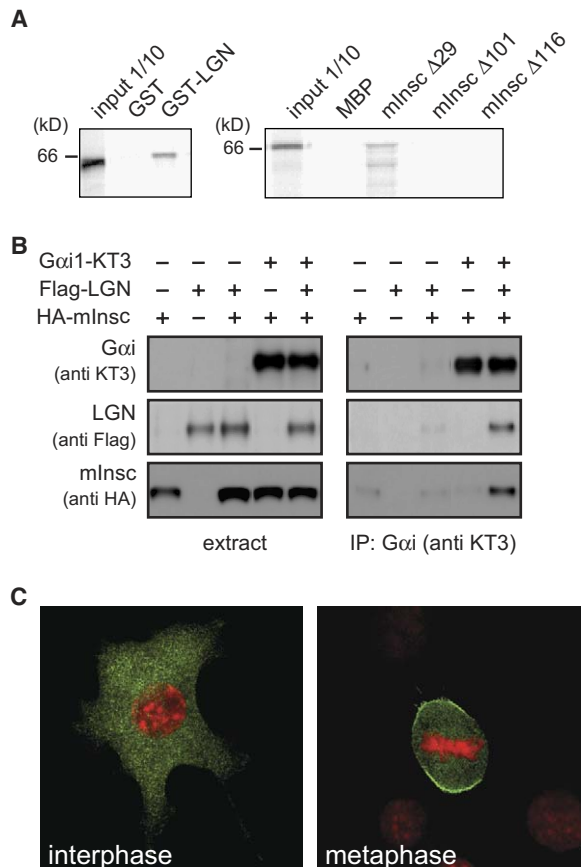 A
input 1/10
GST
GST-LGN
input 1/10
MBP
mInsc Δ29
mInsc Δ101
mInsc Δ116
(kD)
66
(kD)
66
B
Gαi1-KT3 – – – + + – – – + +
Flag-LGN – + + – + – + + – +
HA-mInsc + – + + + + – + + +
Gαi
(anti KT3)
LGN
(anti Flag)
mInsc
(anti HA)
extract
IP: Gαi (anti KT3)
C
interphase
metaphase